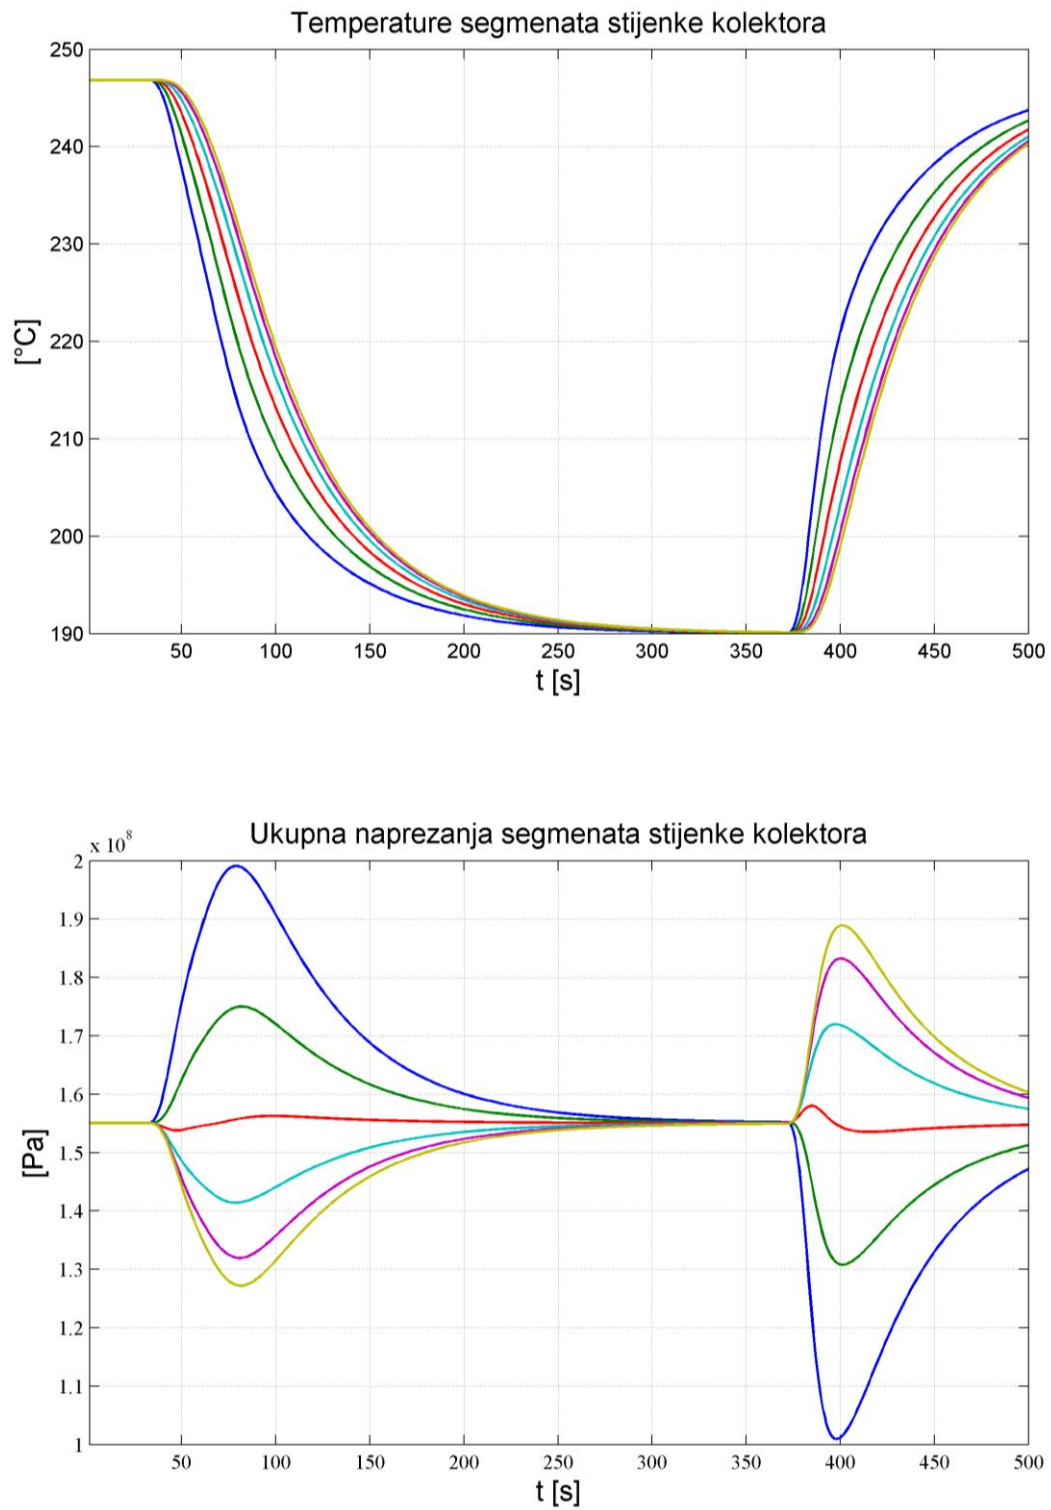 Temperature segmenata stijenke kolektora
250
240
230
220
210
200
190
[°C]
50 100 150 200 250 300 350 400 450 500
t [s]
Ukupna naprezanja segmenata stijenke kolektora
x 10^8
2
1.9
1.8
1.7
1.6
1.5
1.4
1.3
1.2
1.1
1
[Pa]
50 100 150 200 250 300 350 400 450 500
t [s]